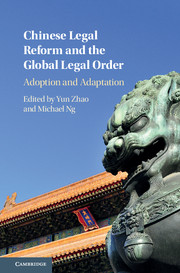 Chinese Legal
Reform and the
Global Legal Order
Adoption and Adaptation
Edited by Yun Zhao
and Michael Ng
CAMBRIDGE